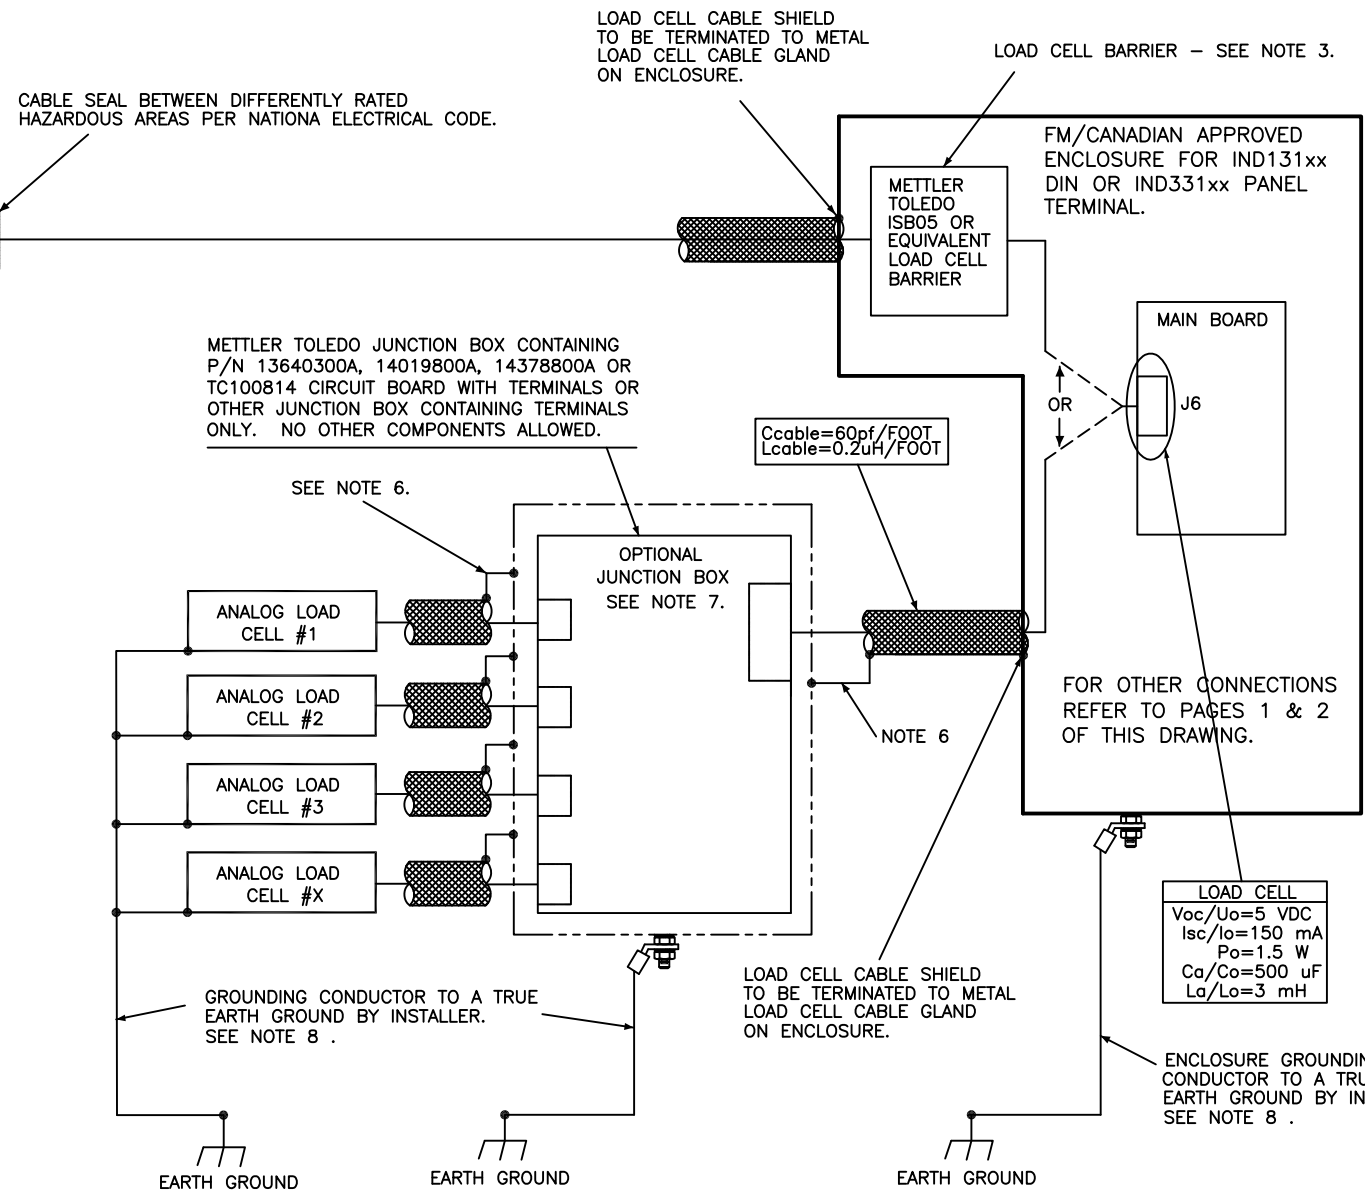 LOAD CELL CABLE SHIELD
TO BE TERMINATED TO METAL
LOAD CELL CABLE GLAND
ON ENCLOSURE.
LOAD CELL BARRIER – SEE NOTE 3.
CABLE SEAL BETWEEN DIFFERENTLY RATED
HAZARDOUS AREAS PER NATIONA ELECTRICAL CODE.
FM/CANADIAN APPROVED
ENCLOSURE FOR IND131xx
DIN OR IND331xx PANEL
TERMINAL.
METTLER
TOLEDO
ISB05 OR
EQUIVALENT
LOAD CELL
BARRIER
MAIN BOARD
J6
OR
METTLER TOLEDO JUNCTION BOX CONTAINING
P/N 13640300A, 14019800A, 14378800A OR
TC100814 CIRCUIT BOARD WITH TERMINALS OR
OTHER JUNCTION BOX CONTAINING TERMINALS
ONLY. NO OTHER COMPONENTS ALLOWED.
Ccable=60pf/FOOT
Lcable=0.2uH/FOOT
SEE NOTE 6.
OPTIONAL
JUNCTION BOX
SEE NOTE 7.
ANALOG LOAD
CELL #1
ANALOG LOAD
CELL #2
ANALOG LOAD
CELL #3
ANALOG LOAD
CELL #X
NOTE 6
FOR OTHER CONNECTIONS
REFER TO PAGES 1 & 2
OF THIS DRAWING.
LOAD CELL
Voc/Uo=5 VDC
Isc/Io=150 mA
Po=1.5 W
Ca/Co=500 uF
La/Lo=3 mH
LOAD CELL CABLE SHIELD
TO BE TERMINATED TO METAL
LOAD CELL CABLE GLAND
ON ENCLOSURE.
GROUNDING CONDUCTOR TO A TRUE
EARTH GROUND BY INSTALLER.
SEE NOTE 8 .
ENCLOSURE GROUNDIN
CONDUCTOR TO A TRU
EARTH GROUND BY IN
SEE NOTE 8 .
EARTH GROUND
EARTH GROUND
EARTH GROUND